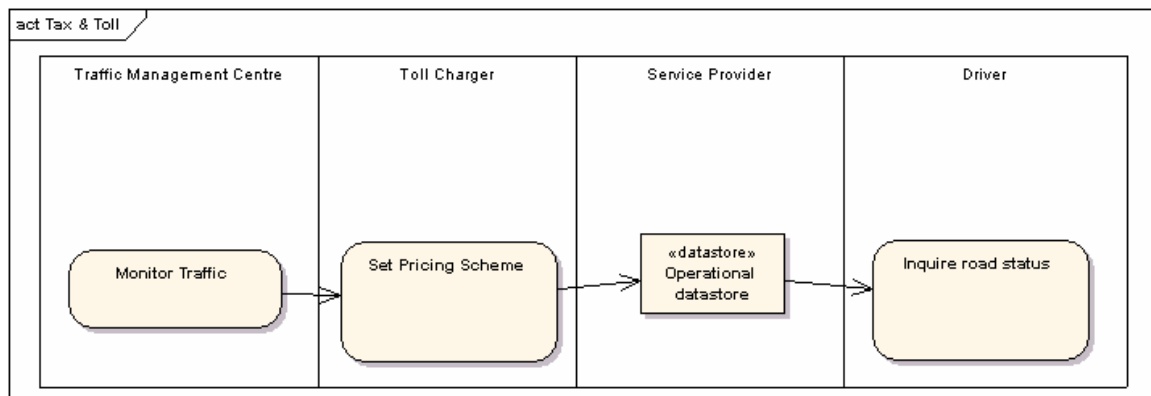 act Tax & Toll
Traffic Management Centre
Toll Charger
Service Provider
Driver
Monitor Traffic
Set Pricing Scheme
«datastore»
Operational
datastore
Inquire road status